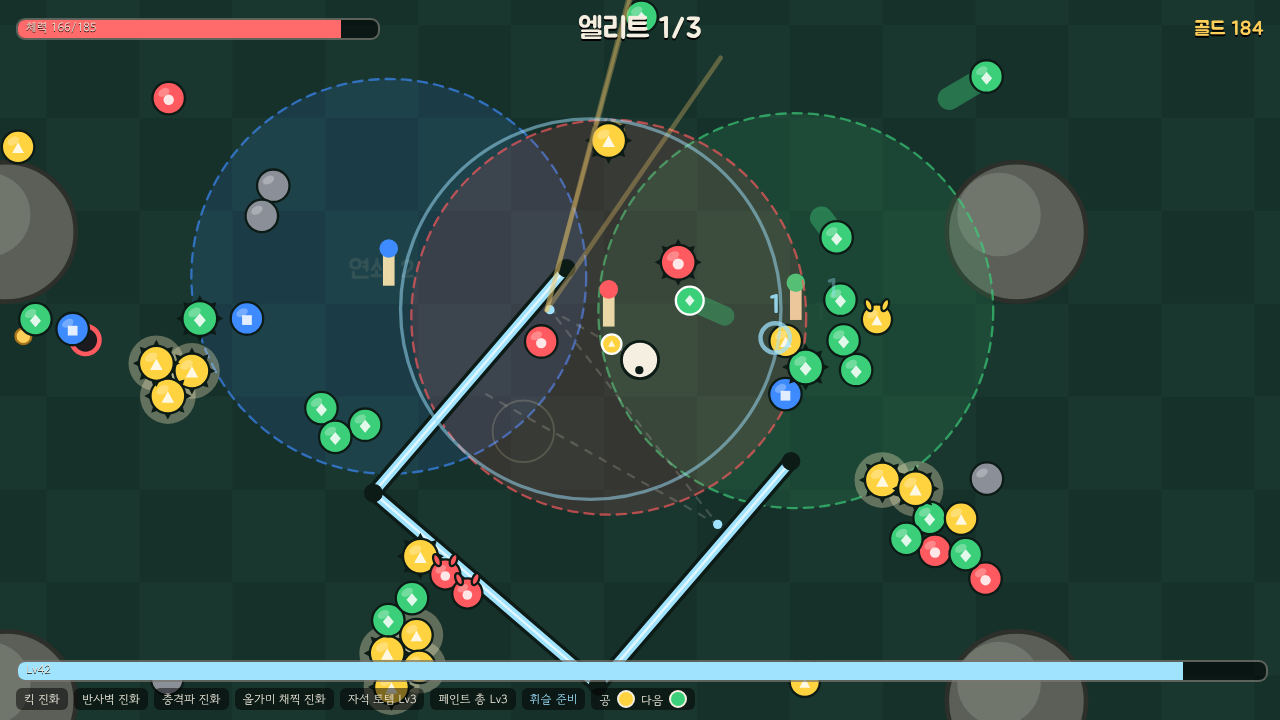 체력 166/185
엘리트 1/3
골드 184
1
1
Lv42
킥 진화
반사벽 진화
충격파 진화
올가미 채찍 진화
자석 토템 Lv3
페인트 총 Lv3
휘슬 준비
공
다음